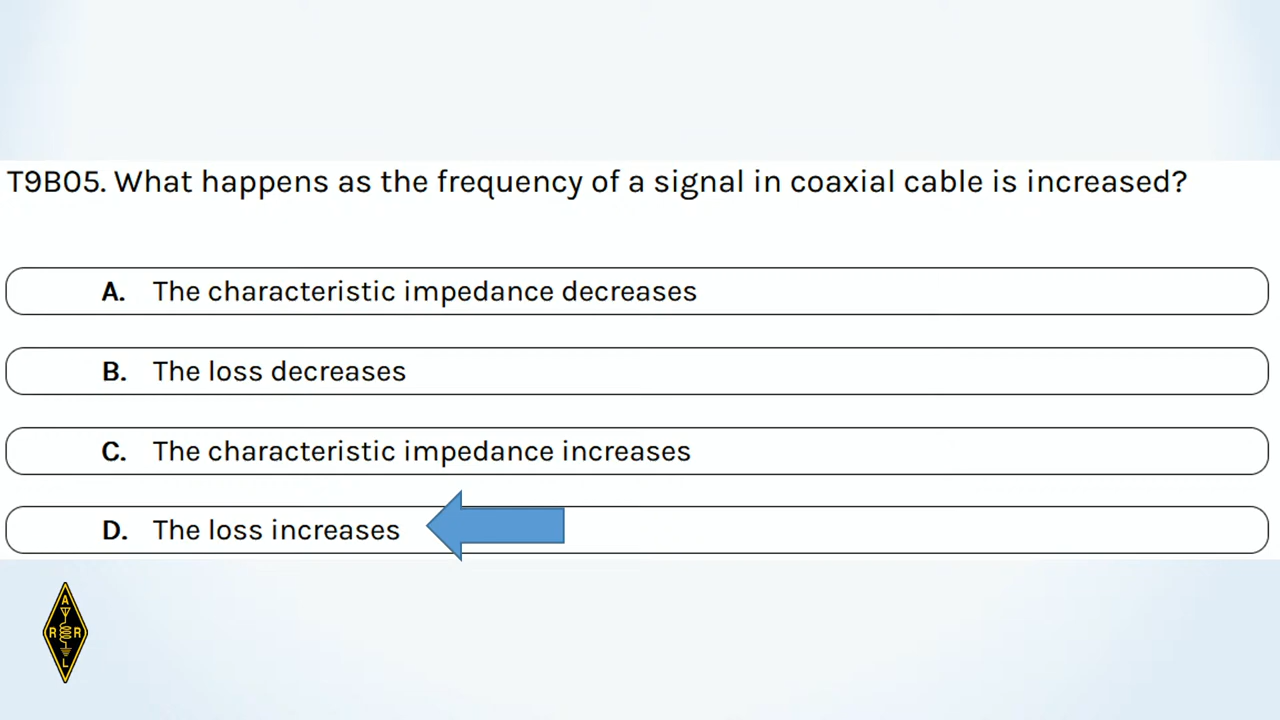 T9B05. What happens as the frequency of a signal in coaxial cable is increased?
A. The characteristic impedance decreases
B. The loss decreases
C. The characteristic impedance increases
D. The loss increases
A
R R
L